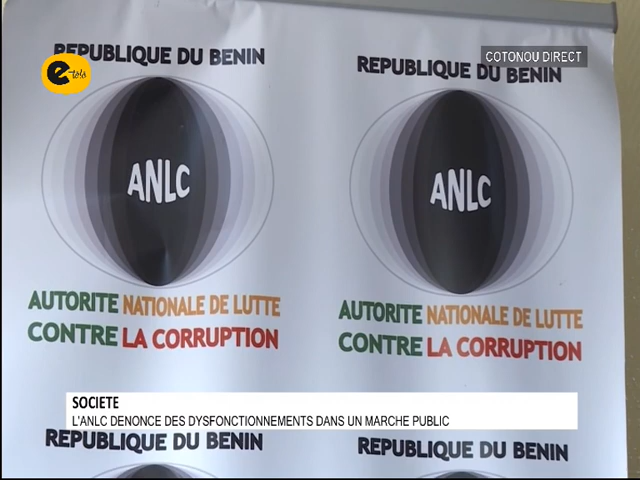 REPUBLIQUE DU BENIN
e-télé
REPUBLIQUE DU BENIN
COTONOU DIRECT
ANLC
ANLC
AUTORITE NATIONALE DE LUTTE
CONTRE LA CORRUPTION
AUTORITE NATIONALE DE LUTTE
CONTRE LA CORRUPTION
SOCIETE
L'ANLC DENONCE DES DYSFONCTIONNEMENTS DANS UN MARCHE PUBLIC
REPUBLIQUE DU BENIN
REPUBLIQUE DU BENIN